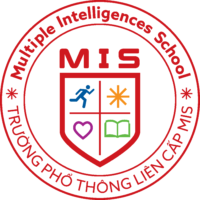 Multiple Intelligences School
MIS
TRƯỜNG PHỔ THÔNG LIÊN CẤP MIS